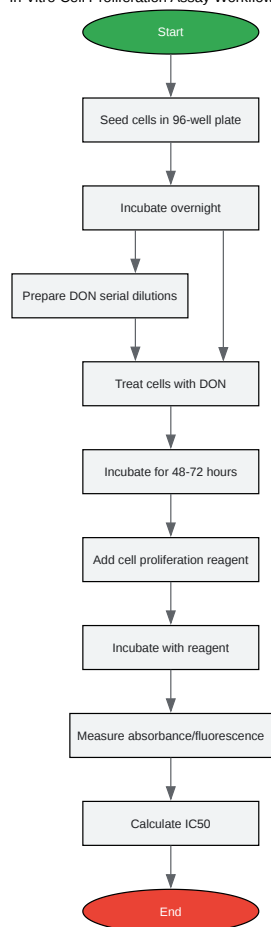 In Vitro Cell Proliferation Assay Workflow
Start
Seed cells in 96-well plate
Incubate overnight
Prepare DON serial dilutions
Treat cells with DON
Incubate for 48-72 hours
Add cell proliferation reagent
Incubate with reagent
Measure absorbance/fluorescence
Calculate IC50
End